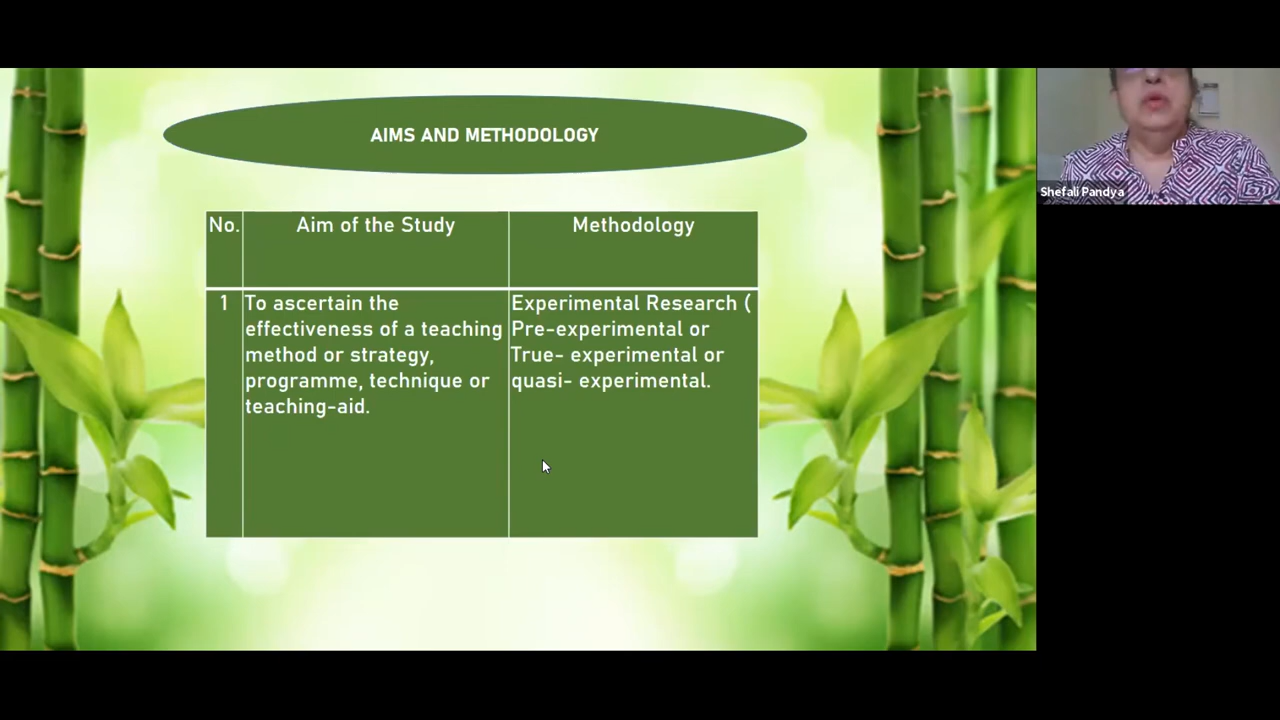 AIMS AND METHODOLOGY
No.
Aim of the Study
Methodology
1
To ascertain the
effectiveness of a teaching
method or strategy,
programme, technique or
teaching-aid.
Experimental Research (
Pre-experimental or
True- experimental or
quasi- experimental.
Shefali Pandya